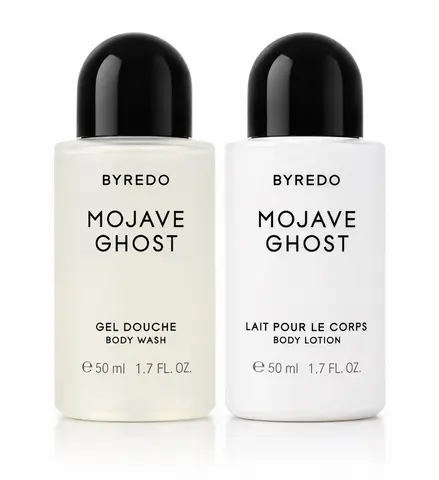 BYREDO
MOJAVE
GHOST
GEL DOUCHE
BODY WASH
℮ 50 ml 1.7 FL. OZ.
BYREDO
MOJAVE
GHOST
LAIT POUR LE CORPS
BODY LOTION
℮ 50 ml 1.7 FL. OZ.